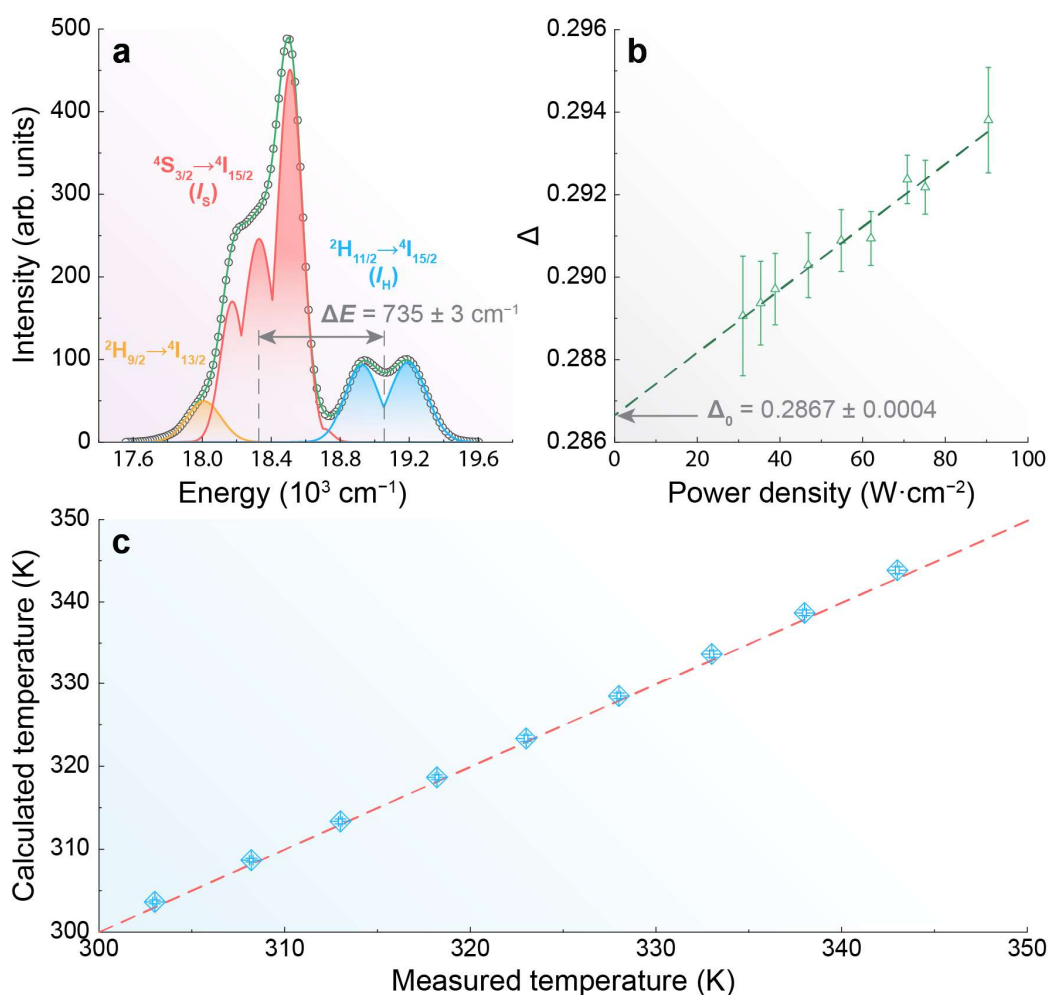 a
500
400
300
200
100
0
Intensity (arb. units)
⁴S₃/₂→⁴I₁₅/₂
(I_S)
²H₁₁/₂→⁴I₁₅/₂
(I_H)
ΔE = 735 ± 3 cm⁻¹
²H₉/₂→⁴I₁₃/₂
17.6 18.0 18.4 18.8 19.2 19.6
Energy (10³ cm⁻¹)
b
0.296
0.294
0.292
0.290
0.288
0.286
Δ
Δ₀ = 0.2867 ± 0.0004
0 20 40 60 80 100
Power density (W·cm⁻²)
c
350
340
330
320
310
300
Calculated temperature (K)
300 310 320 330 340 350
Measured temperature (K)